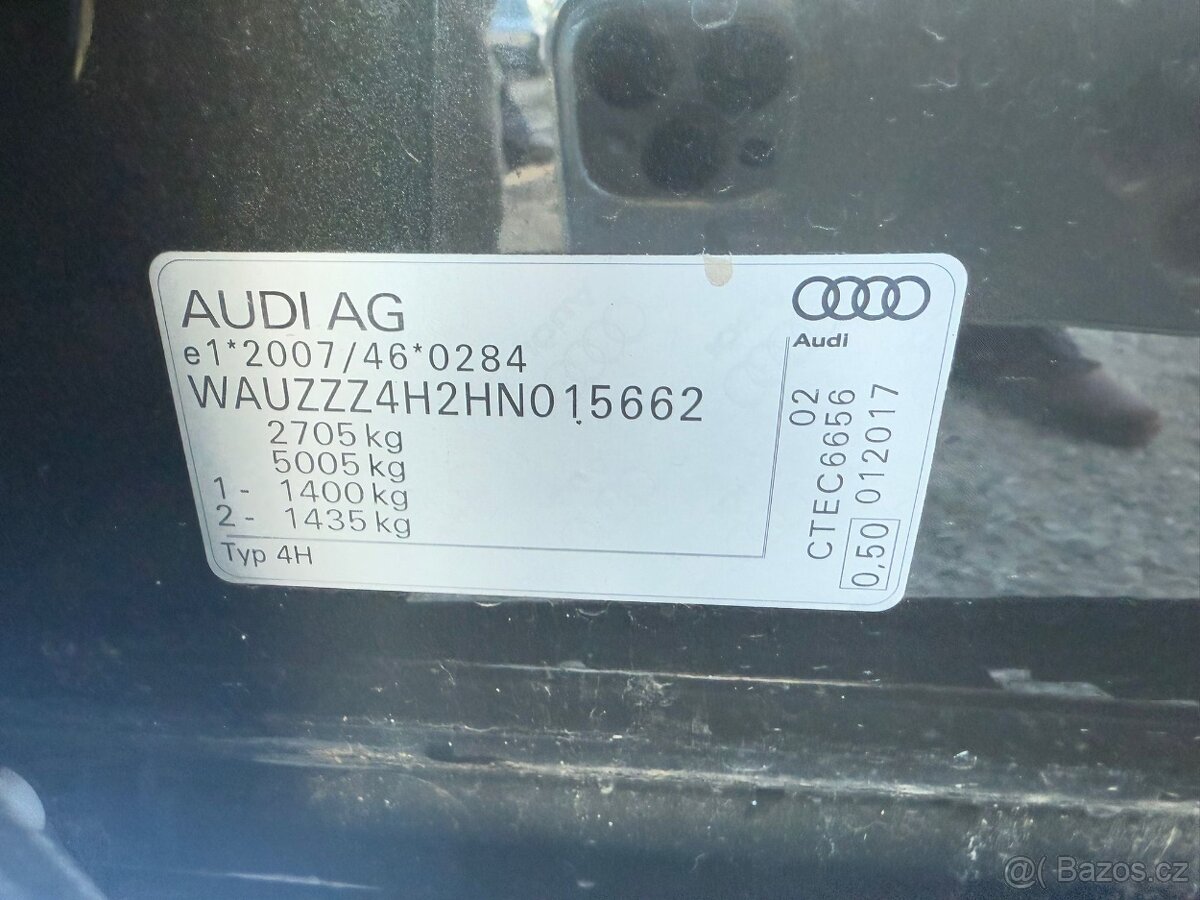 AUDI AG
e1*2007/46*0284
WAUZZZ4H2HN015662
2705 kg
5005 kg
1- 1400 kg
2- 1435 kg
Typ 4H
Audi
02
CTEC6656
0,50 012017
@( Bazos.cz